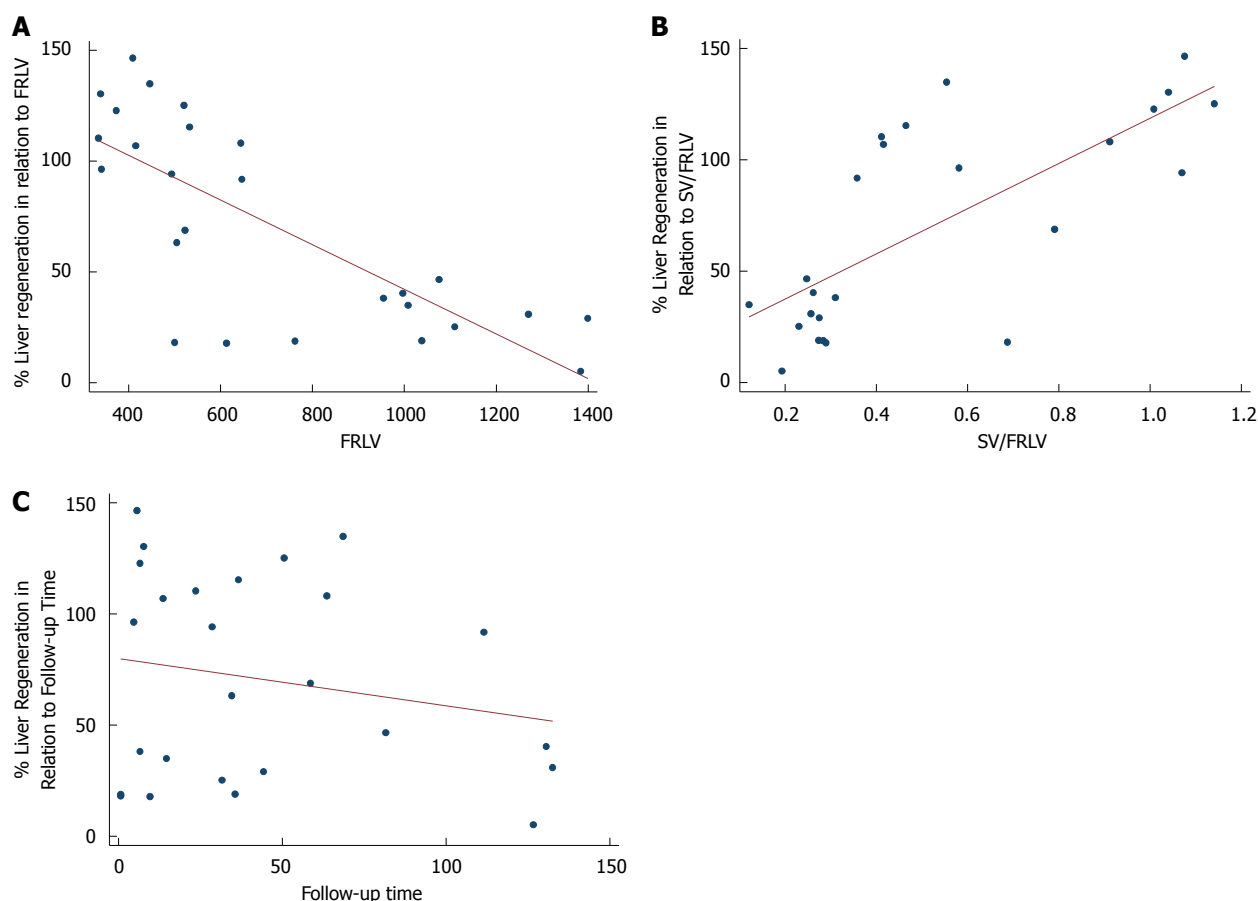 A
% Liver regeneration in relation to FRLV
150
100
50
0
400 600 800 1000 1200 1400
FRLV
B
% Liver Regeneration in
Relation to SV/FRLV
150
100
50
0
0.2 0.4 0.6 0.8 1.0 1.2
SV/FRLV
C
% Liver Regeneration in
Relation to Follow-up Time
150
100
50
0
0 50 100 150
Follow-up time